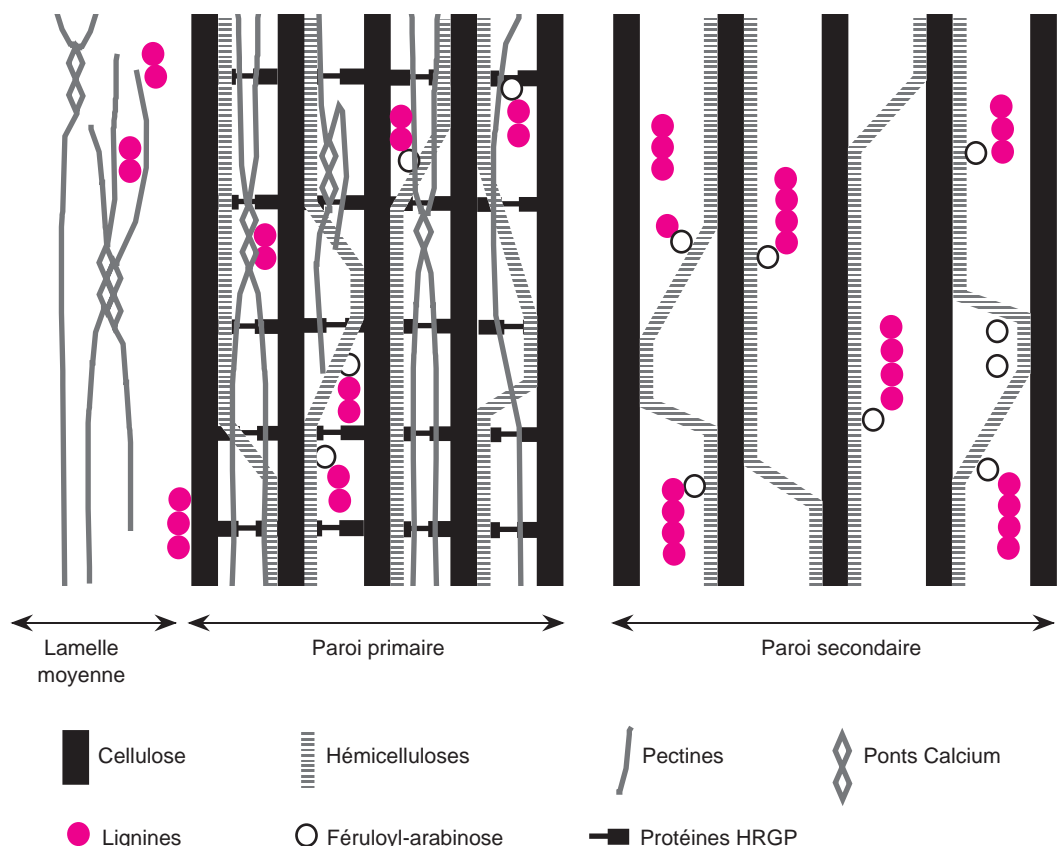 Lamelle
moyenne
Paroi primaire
Paroi secondaire
Cellulose
Hémicelluloses
Pectines
Ponts Calcium
Lignines
Féruloyl-arabinose
Protéines HRGP